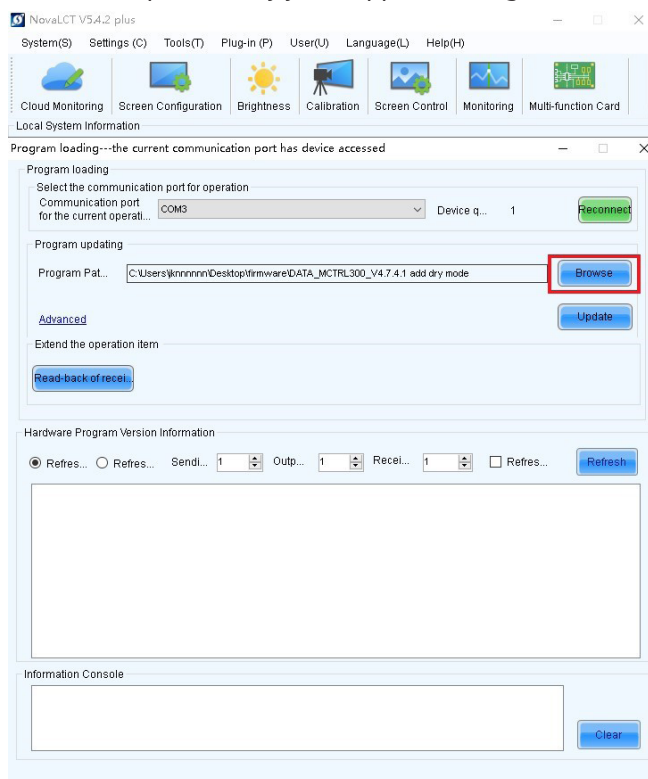 NovaLCT V5.4.2 plus
System(S) Settings (C) Tools(T) Plug-in (P) User(U) Language(L) Help(H)
Cloud Monitoring Screen Configuration Brightness Calibration Screen Control Monitoring Multi-function Card
Local System Information
Program loading---the current communication port has device accessed
Program loading
Select the communication port for operation
Communication port
for the current operati... COM3 Device q... 1 Reconnect
Program updating
Program Pat... C:\Users\jknnnnnn\Desktop\firmware\DATA_MCTRL300_V4.7.4.1 add dry mode Browse
Advanced Update
Extend the operation item
Read-back of recei...
Hardware Program Version Information
Refres... Refres... Sendi... 1 Outp... 1 Recei... 1 Refres... Refresh
Information Console
Clear